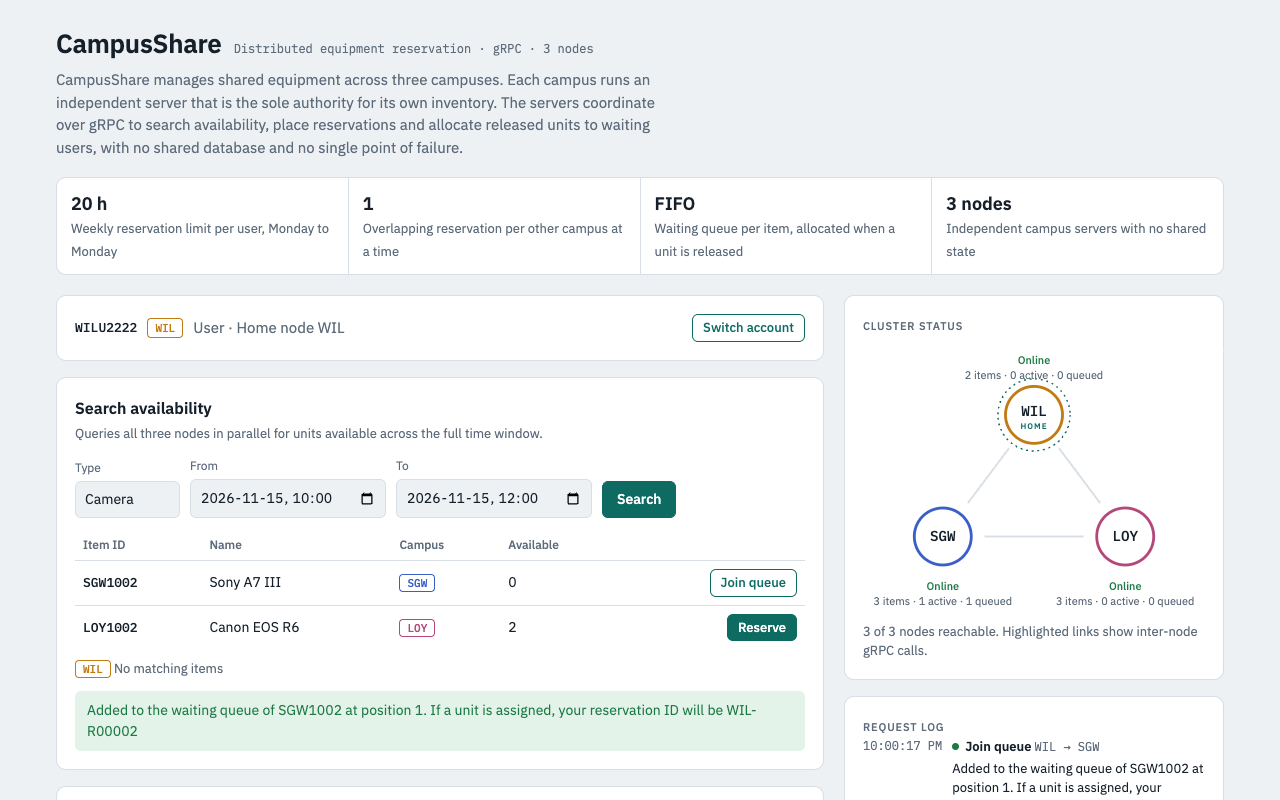 CampusShare Distributed equipment reservation · gRPC · 3 nodes
CampusShare manages shared equipment across three campuses. Each campus runs an
independent server that is the sole authority for its own inventory. The servers coordinate
over gRPC to search availability, place reservations and allocate released units to waiting
users, with no shared database and no single point of failure.
20 h
Weekly reservation limit per user, Monday to
Monday
1
Overlapping reservation per other campus at
a time
FIFO
Waiting queue per item, allocated when a
unit is released
3 nodes
Independent campus servers with no shared
state
WILU2222 WIL User · Home node WIL Switch account
Search availability
Queries all three nodes in parallel for units available across the full time window.
Type From To
Camera 2026-11-15, 10:00 2026-11-15, 12:00 Search
Item ID Name Campus Available
SGW1002 Sony A7 III SGW 0 Join queue
LOY1002 Canon EOS R6 LOY 2 Reserve
WIL No matching items
Added to the waiting queue of SGW1002 at position 1. If a unit is assigned, your reservation ID will be WIL-
R00002
CLUSTER STATUS
Online
2 items · 0 active · 0 queued
WIL
HOME
SGW LOY
Online Online
3 items · 1 active · 1 queued 3 items · 0 active · 0 queued
3 of 3 nodes reachable. Highlighted links show inter-node
gRPC calls.
REQUEST LOG
10:00:17 PM Join queue WIL → SGW
Added to the waiting queue of SGW1002 at
position 1. If a unit is assigned, your